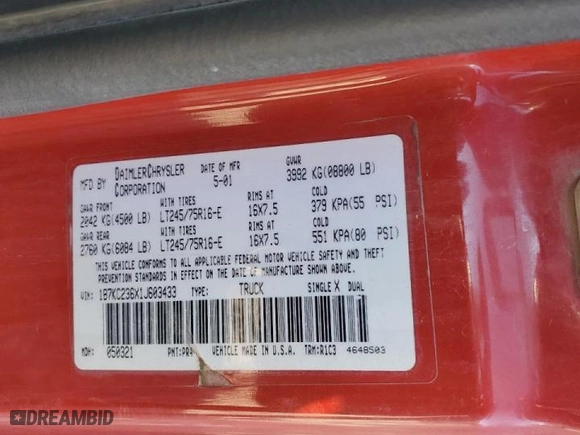 MFD BY DAIMLERCHRYSLER CORPORATION DATE OF MFR 5-01 GVWR 3992 KG(08800 LB)
GAWR FRONT WITH TIRES RIMS AT COLD
2042 KG(4500 LB) LT245/75R16-E 16X7.5 379 KPA(55 PSI)
GAWR REAR WITH TIRES RIMS AT COLD
2760 KG(6084 LB) LT245/75R16-E 16X7.5 551 KPA(80 PSI)
THIS VEHICLE CONFORMS TO ALL APPLICABLE FEDERAL MOTOR VEHICLE SAFETY AND THEFT
PREVENTION STANDARDS IN EFFECT ON THE DATE OF MANUFACTURE SHOWN ABOVE.
VIN: 1B7KC236X1J603433 TYPE: TRUCK SINGLE X DUAL
MDH: 050321 PNT:PR4 VEHICLE MADE IN U.S.A. TRM:R1C3 4648503
DREAMBID